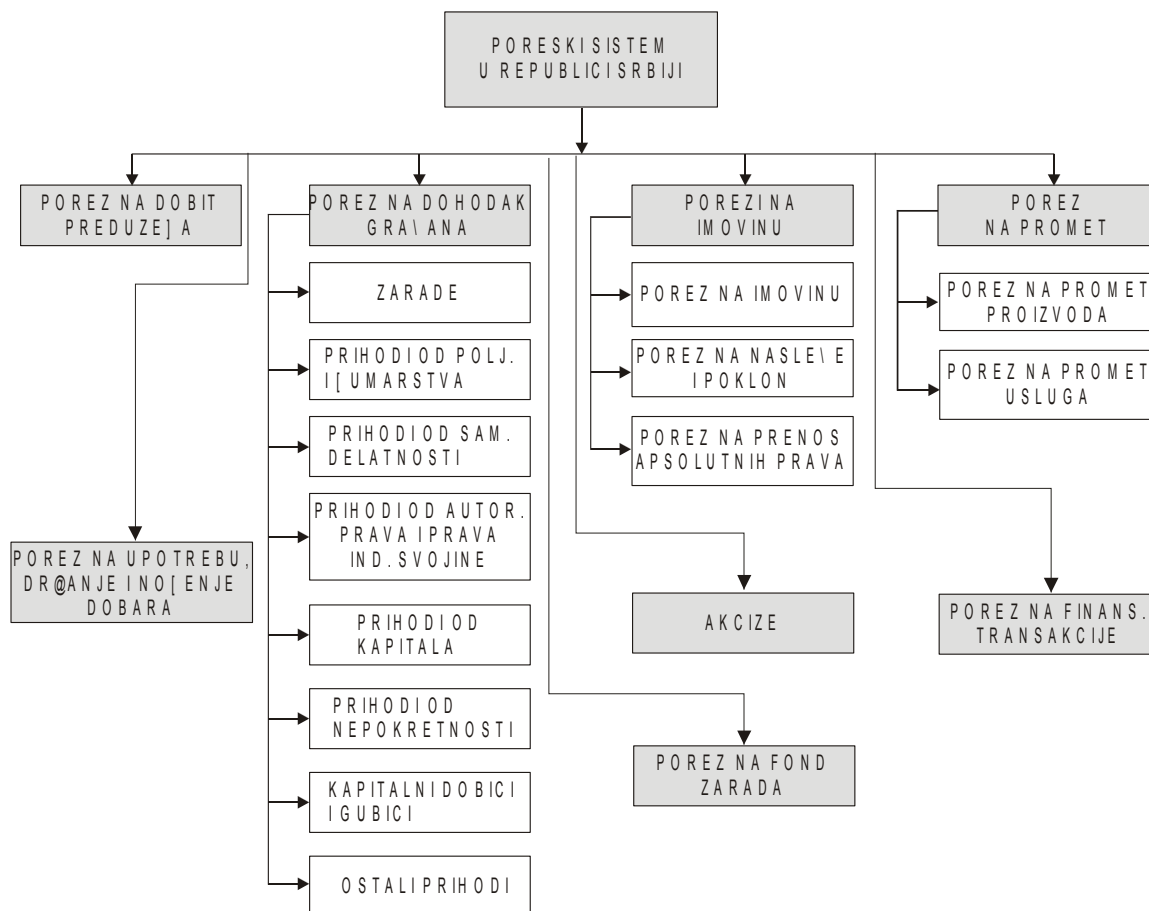 PORESKI SISTEM
U REPUBLICI SRBIJI
POREZ NA DOBIT
PREDUZE]A
POREZ NA DOHODAK
GRA\ANA
POREZI NA
IMOVINU
POREZ
NA PROMET
ZARADE
PRIHODI OD POLJ.
I [UMARSTVA
PRIHODI OD SAM.
DELATNOSTI
PRIHODI OD AUTOR.
PRAVA I PRAVA
IND. SVOJINE
PRIHODI OD
KAPITALA
PRIHODI OD
NEPOKRETNOSTI
KAPITALNI DOBICI
I GUBICI
OSTALI PRIHODI
POREZ NA IMOVINU
POREZ NA NASLE\E
I POKLON
POREZ NA PRENOS
APSOLUTNIH PRAVA
POREZ NA PROMET
PROIZVODA
POREZ NA PROMET
USLUGA
POREZ NA UPOTREBU,
DR@ANJE I NO[ENJE
DOBARA
AKCIZE
POREZ NA FINANS.
TRANSAKCIJE
POREZ NA FOND
ZARADA